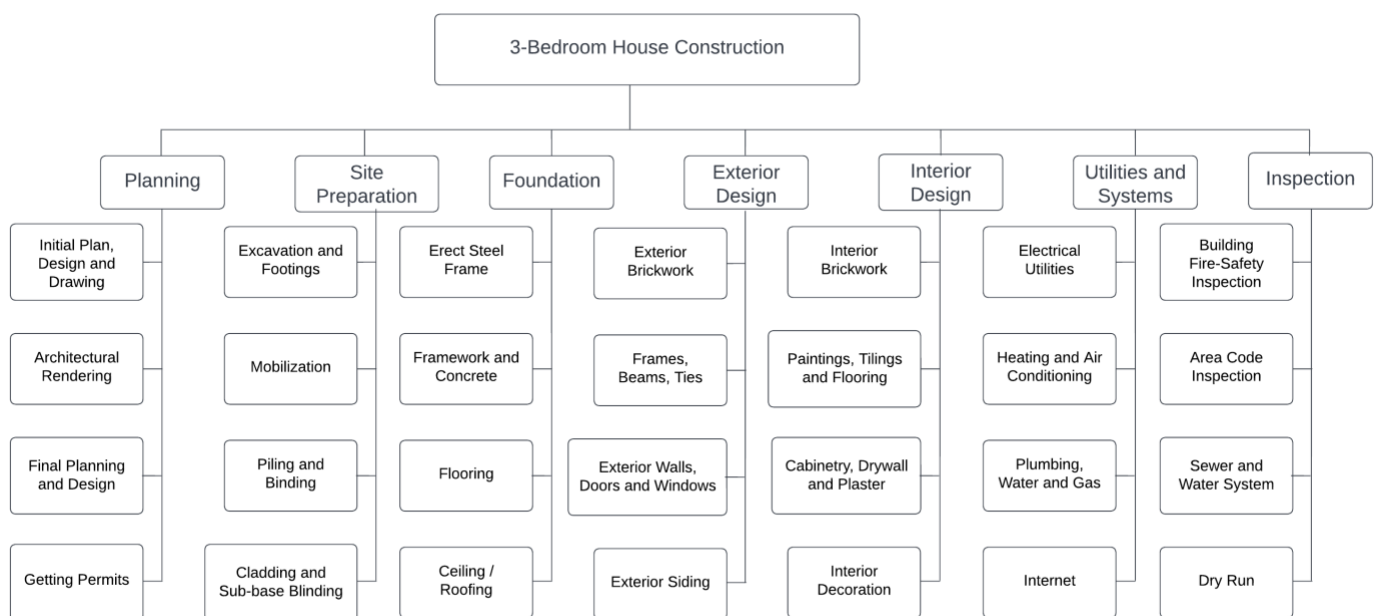 3-Bedroom House Construction
Planning
Site
Preparation
Foundation
Exterior
Design
Interior
Design
Utilities and
Systems
Inspection
Initial Plan,
Design and
Drawing
Architectural
Rendering
Final Planning
and Design
Getting Permits
Excavation and
Footings
Mobilization
Piling and
Binding
Cladding and
Sub-base Blinding
Erect Steel
Frame
Framework and
Concrete
Flooring
Ceiling /
Roofing
Exterior
Brickwork
Frames,
Beams, Ties
Exterior Walls,
Doors and Windows
Exterior Siding
Interior
Brickwork
Paintings, Tilings
and Flooring
Cabinetry, Drywall
and Plaster
Interior
Decoration
Electrical
Utilities
Heating and Air
Conditioning
Plumbing,
Water and Gas
Internet
Building
Fire-Safety
Inspection
Area Code
Inspection
Sewer and
Water System
Dry Run